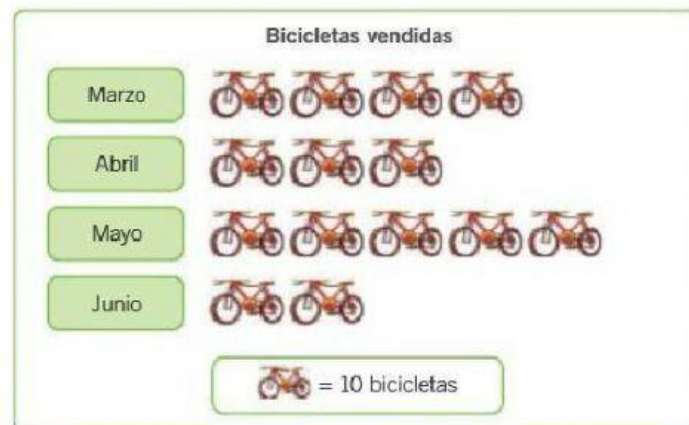 Bicicletas vendidas
Marzo
Abril
Mayo
Junio
= 10 bicicletas